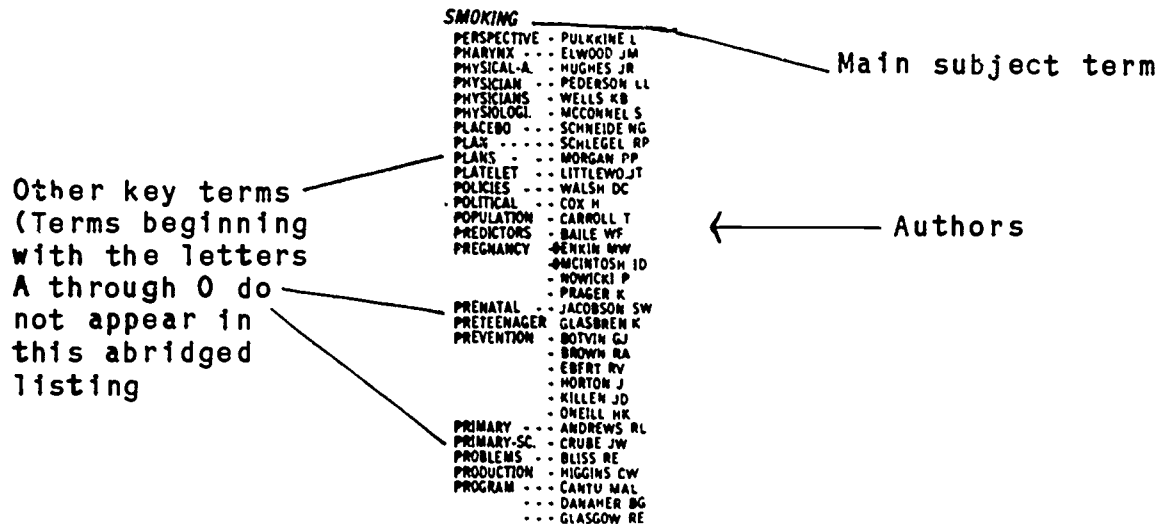 SMOKING
PERSPECTIVE - PULKKINE L
PHARYNX - - - ELWOOD JM
PHYSICAL-A. - HUGHES JR
PHYSICIAN - - PEDERSON LL
PHYSICIANS - WELLS KB
PHYSIOLOGI. - MCCONNEL S
PLACEBO - - - SCHNEIDE NG
PLAX - - - - - SCHLEGEL RP
PLANS - - - MORGAN PP
PLATELET - - LITTLEWO JT
POLICIES - - - WALSH DC
POLITICAL - - COX H
POPULATION - CARROLL T
PREDICTORS - BAILE WF
PREGNANCY -●ENKIN MW
-●MCINTOSH ID
- NOWICKI P
- PRAGER K
PRENATAL - - JACOBSON SW
PRETEENAGER GLASBREN K
PREVENTION - BOTVIN GJ
- BROWN RA
- EBERT RV
- HORTON J
- KILLEN JD
- ONEILL HK
PRIMARY - - - ANDREWS RL
PRIMARY-SC. - CRUBE JW
PROBLEMS - - BLISS RE
PRODUCTION - HIGGINS CW
PROGRAM - - - CANTU MAL
- - - DANAHER BG
- - - GLASGOW RE
Main subject term
Other key terms
(Terms beginning
with the letters
A through O do
not appear in
this abridged
listing
Authors